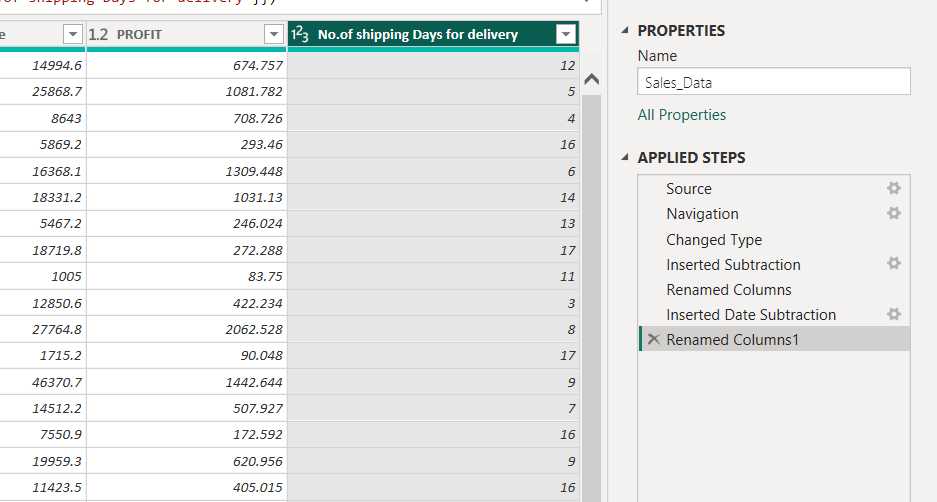 e 1.2 PROFIT 123 No.of shipping Days for delivery
14994.6 674.757 12
25868.7 1081.782 5
8643 708.726 4
5869.2 293.46 16
16368.1 1309.448 6
18331.2 1031.13 14
5467.2 246.024 13
18719.8 272.288 17
1005 83.75 11
12850.6 422.234 3
27764.8 2062.528 8
1715.2 90.048 17
46370.7 1442.644 9
14512.2 507.927 7
7550.9 172.592 16
19959.3 620.956 9
11423.5 405.015 16
PROPERTIES
Name
Sales_Data
All Properties
APPLIED STEPS
Source
Navigation
Changed Type
Inserted Subtraction
Renamed Columns
Inserted Date Subtraction
Renamed Columns1